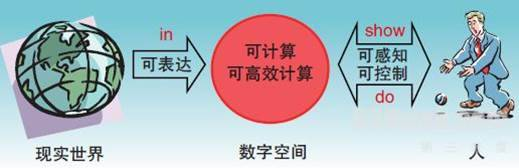 in
可表达
现实世界
可计算
可高效计算
数字空间
show
可感知
可控制
do
人